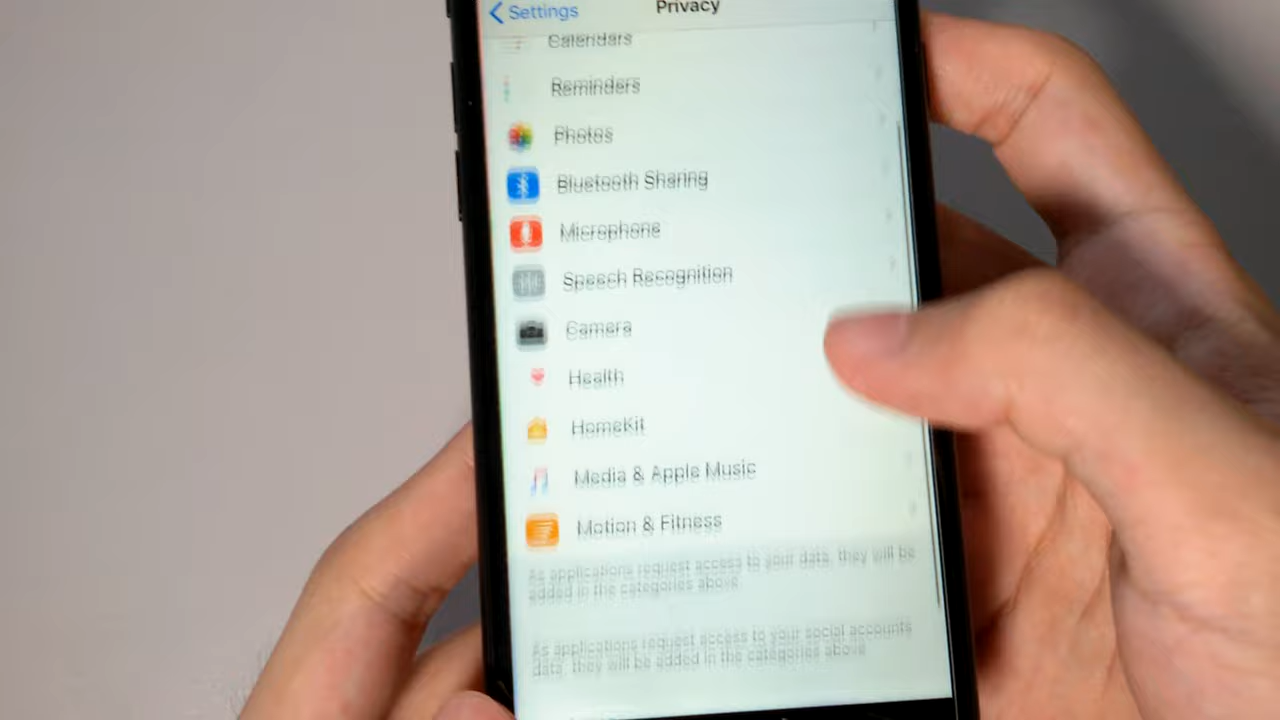 Settings
Privacy
Calendars
Reminders
Photos
Bluetooth Sharing
Microphone
Speech Recognition
Camera
Health
HomeKit
Media & Apple Music
Motion & Fitness
As applications request access to your data, they will be
added in the categories above.
As applications request access to your social accounts
data, they will be added in the categories above.